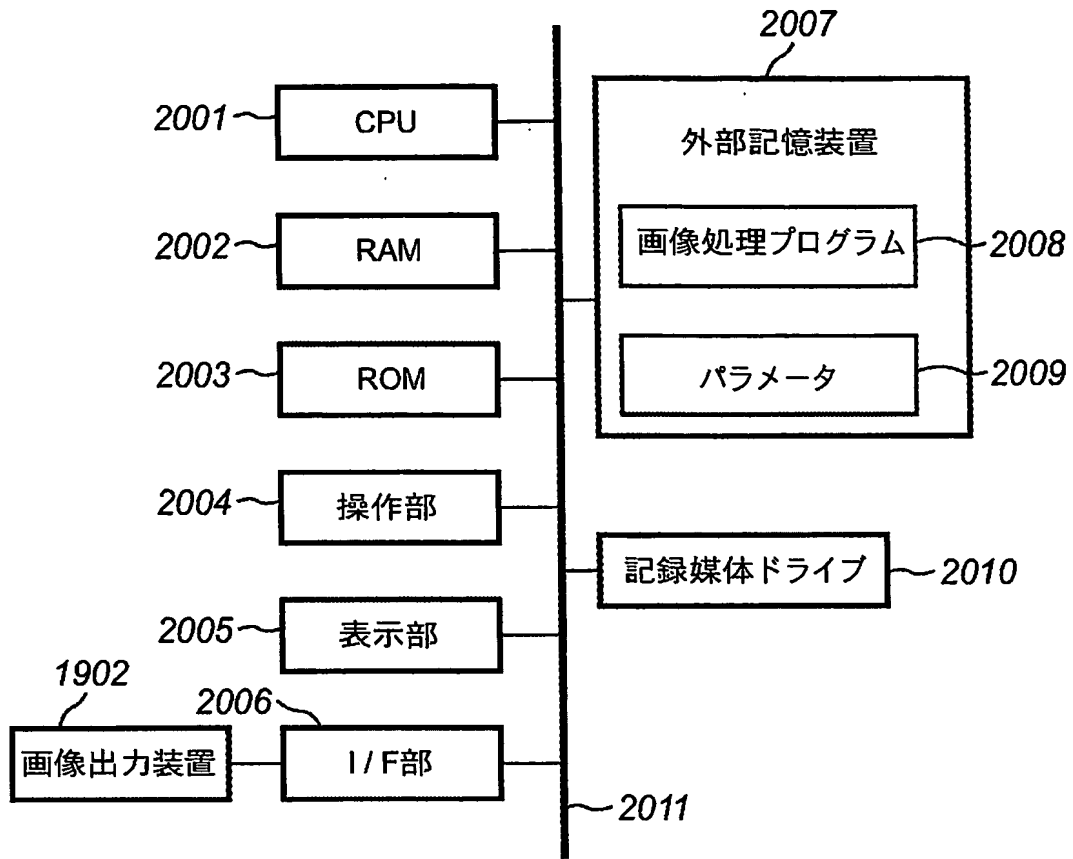 2007
2001 CPU
外部記憶装置
2002 RAM
画像処理プログラム 2008
2003 ROM
パラメータ 2009
2004 操作部
記録媒体ドライブ 2010
2005 表示部
1902
2006
画像出力装置
I/F部
2011